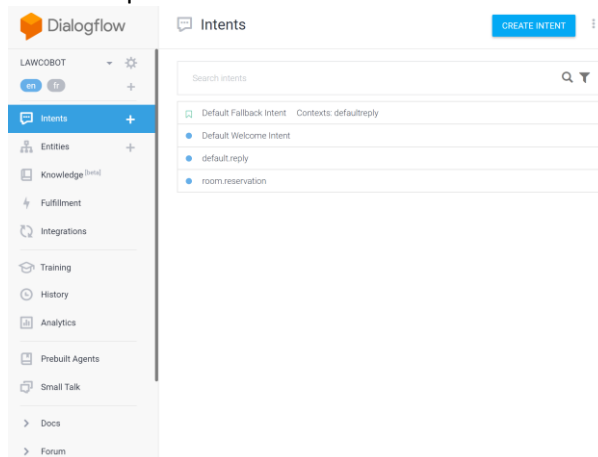 Dialogflow
LAWCOBOT
en fr +
Intents +
Entities +
Knowledge [beta]
Fulfillment
Integrations
Training
History
Analytics
Prebuilt Agents
Small Talk
> Docs
> Forum
Intents
CREATE INTENT
Search intents
Default Fallback Intent Contexts: defaultreply
Default Welcome Intent
default.reply
room.reservation